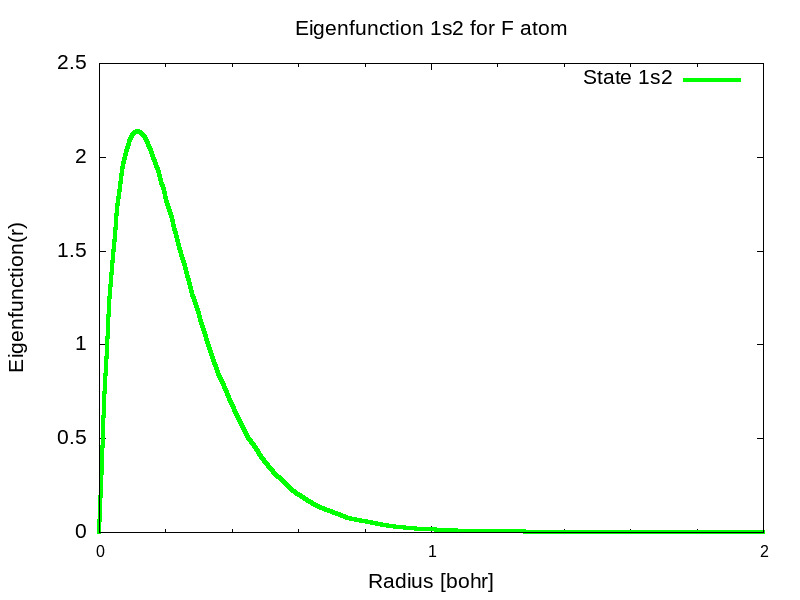 Eigenfunction 1s2 for F atom
State 1s2
2.5
2
1.5
1
0.5
0
Eigenfunction(r)
0 1 2
Radius [bohr]